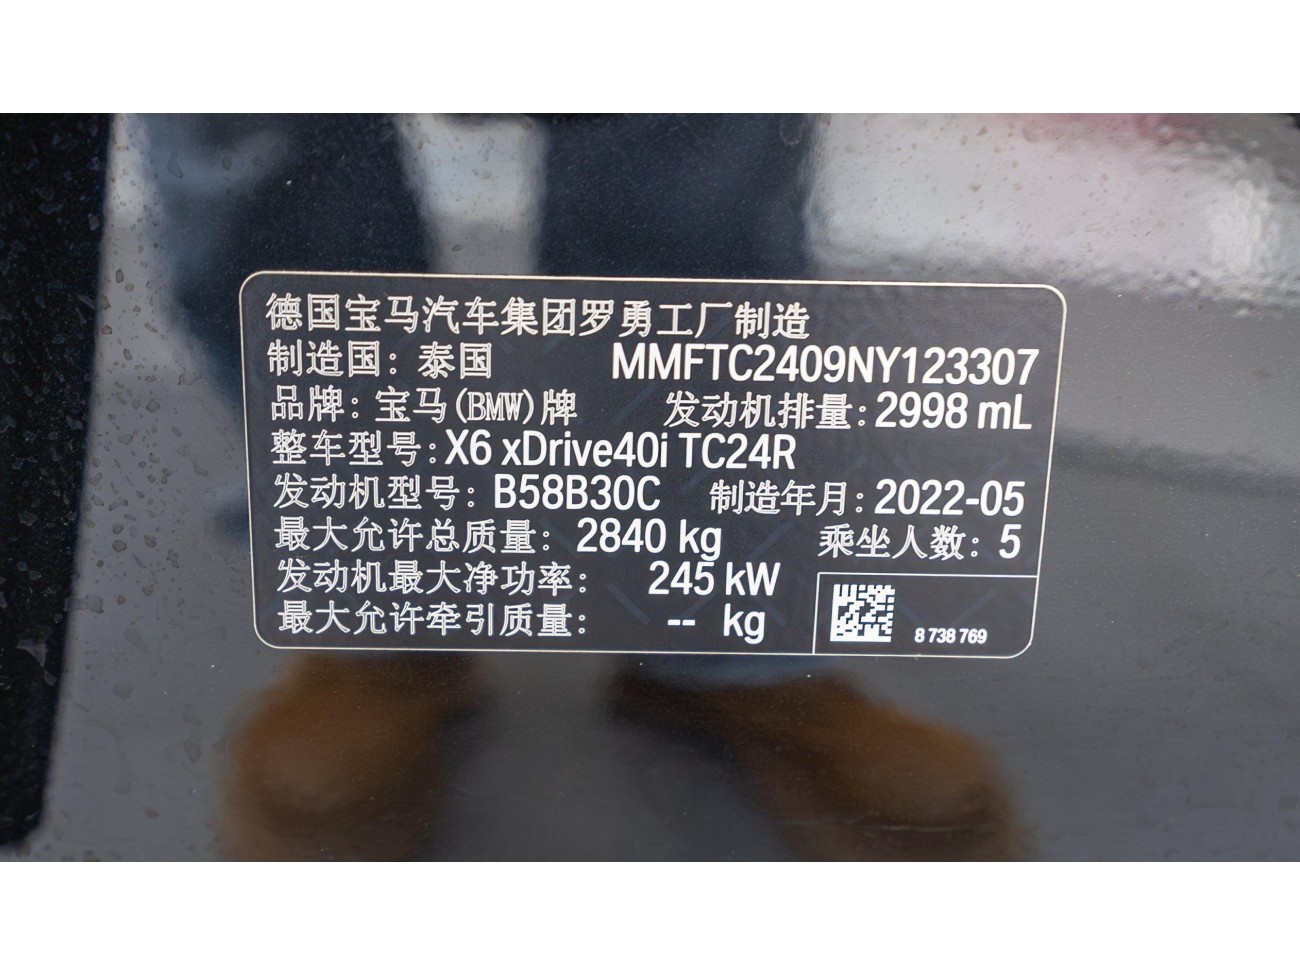 德国宝马汽车集团罗勇工厂制造
制造国：泰国 MMFTC2409NY123307
品牌：宝马(BMW)牌 发动机排量：2998 mL
整车型号：X6 xDrive40i TC24R
发动机型号：B58B30C 制造年月：2022-05
最大允许总质量：2840 kg 乘坐人数：5
发动机最大净功率：245 kW
最大允许牵引质量：-- kg
8 738 769